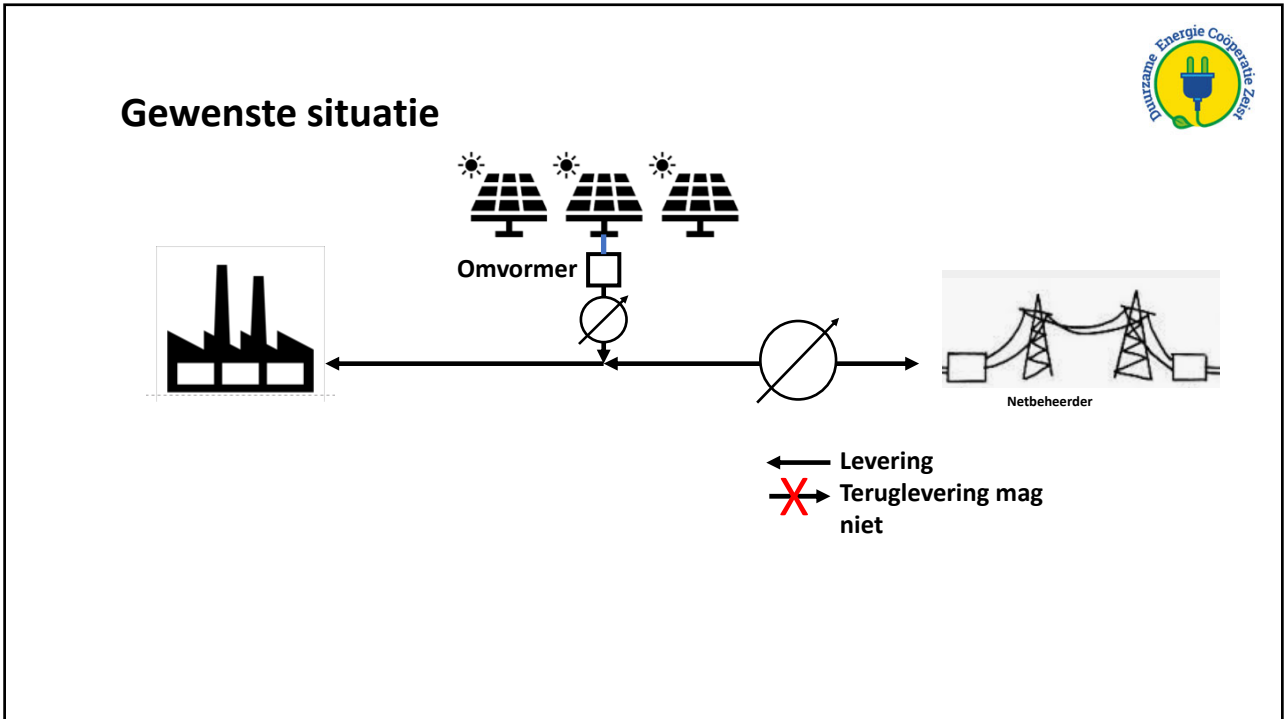 Duurzame Energie Coöperatie Zeist
Gewenste situatie
Omvormer
Netbeheerder
Levering
Teruglevering mag
niet